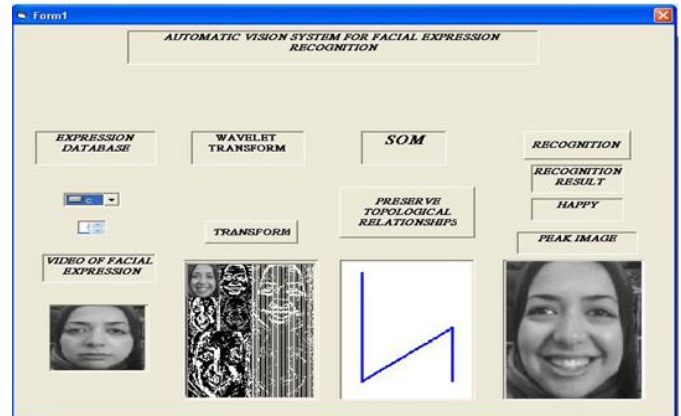 Form1
AUTOMATIC VISION SYSTEM FOR FACIAL EXPRESSION
RECOGNITION
EXPRESSION
DATABASE
WAVELET
TRANSFORM
SOM
RECOGNITION
RECOGNITION
RESULT
HAPPY
PEAK IMAGE
PRESERVE
TOPOLOGICAL
RELATIONSHIPS
TRANSFORM
VIDEO OF FACIAL
EXPRESSION